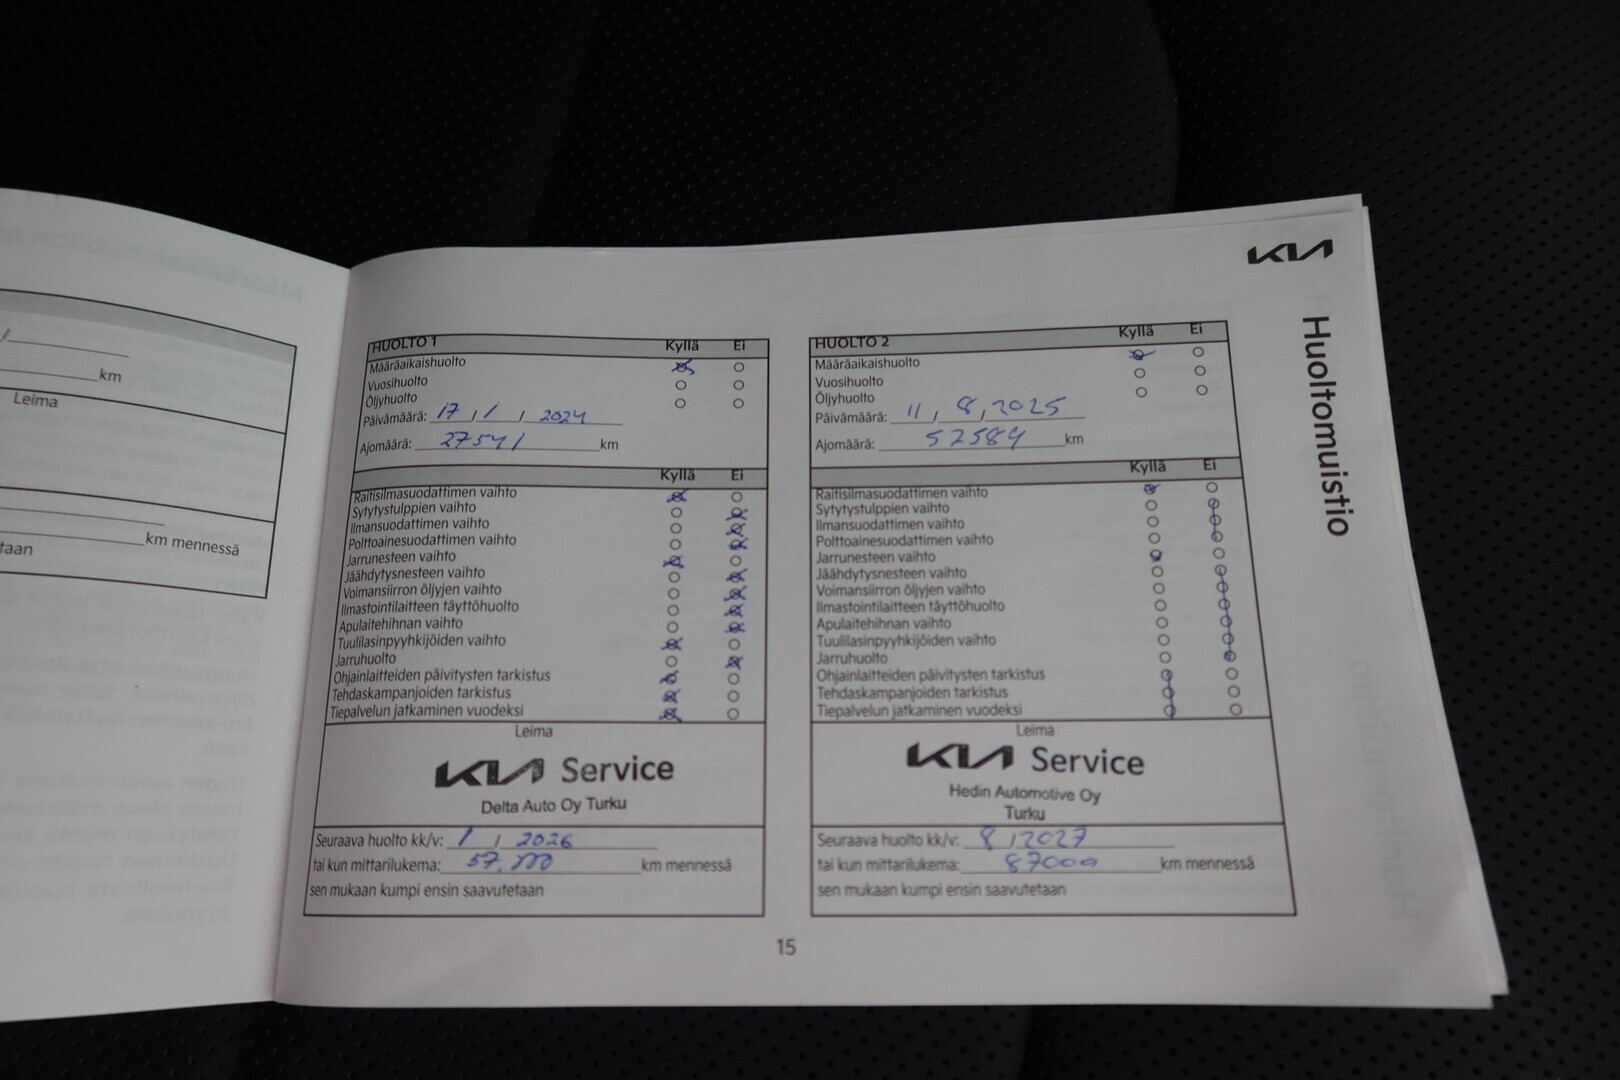 km
Leima
km mennessä
taan
KIA
Huoltomuistio
HUOLTO 1 Kyllä Ei
Määräaikaishuolto
Vuosihuolto
Öljyhuolto
Päivämäärä: 17 / 1 / 2024
Ajomäärä: 27541 km
Kyllä Ei
Raitisilmasuodattimen vaihto
Sytytystulppien vaihto
Ilmansuodattimen vaihto
Polttoainesuodattimen vaihto
Jarrunesteen vaihto
Jäähdytysnesteen vaihto
Voimansiirron öljyjen vaihto
Ilmastointilaitteen täyttöhuolto
Apulaitehihnan vaihto
Tuulilasinpyyhkijöiden vaihto
Jarruhuolto
Ohjainlaitteiden päivitysten tarkistus
Tehdaskampanjoiden tarkistus
Tiepalvelun jatkaminen vuodeksi
Leima
KIA Service
Delta Auto Oy Turku
Seuraava huolto kk/v: 1 / 2026
tai kun mittarilukema: 57.000 km mennessä
sen mukaan kumpi ensin saavutetaan
HUOLTO 2 Kyllä Ei
Määräaikaishuolto
Vuosihuolto
Öljyhuolto
Päivämäärä: 11 / 8 / 2025
Ajomäärä: 52584 km
Kyllä Ei
Raitisilmasuodattimen vaihto
Sytytystulppien vaihto
Ilmansuodattimen vaihto
Polttoainesuodattimen vaihto
Jarrunesteen vaihto
Jäähdytysnesteen vaihto
Voimansiirron öljyjen vaihto
Ilmastointilaitteen täyttöhuolto
Apulaitehihnan vaihto
Tuulilasinpyyhkijöiden vaihto
Jarruhuolto
Ohjainlaitteiden päivitysten tarkistus
Tehdaskampanjoiden tarkistus
Tiepalvelun jatkaminen vuodeksi
Leima
KIA Service
Hedin Automotive Oy
Turku
Seuraava huolto kk/v: 8 / 2027
tai kun mittarilukema: 87000 km mennessä
sen mukaan kumpi ensin saavutetaan
15